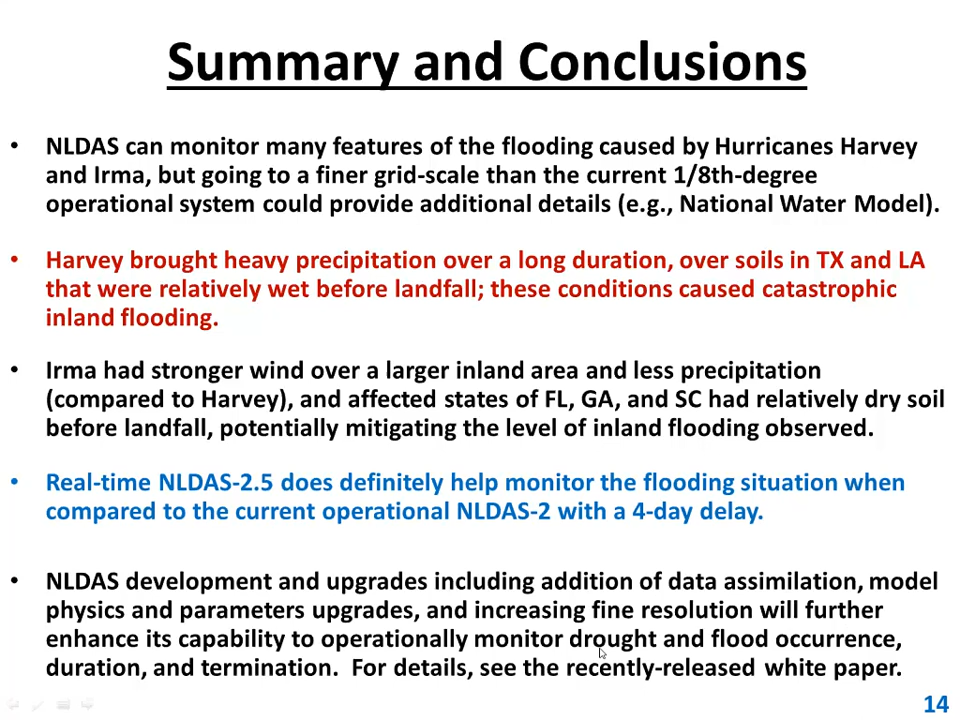 Summary and Conclusions
• NLDAS can monitor many features of the flooding caused by Hurricanes Harvey
and Irma, but going to a finer grid-scale than the current 1/8th-degree
operational system could provide additional details (e.g., National Water Model).
• Harvey brought heavy precipitation over a long duration, over soils in TX and LA
that were relatively wet before landfall; these conditions caused catastrophic
inland flooding.
• Irma had stronger wind over a larger inland area and less precipitation
(compared to Harvey), and affected states of FL, GA, and SC had relatively dry soil
before landfall, potentially mitigating the level of inland flooding observed.
• Real-time NLDAS-2.5 does definitely help monitor the flooding situation when
compared to the current operational NLDAS-2 with a 4-day delay.
• NLDAS development and upgrades including addition of data assimilation, model
physics and parameters upgrades, and increasing fine resolution will further
enhance its capability to operationally monitor drought and flood occurrence,
duration, and termination.  For details, see the recently-released white paper.
14